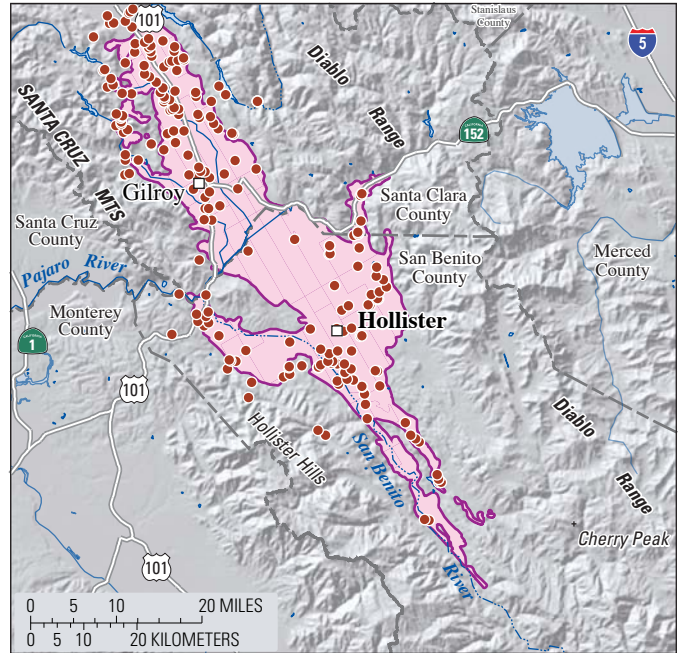 Stanislaus
County
101
5
Diablo
Range
CALIFORNIA
152
SANTA CRUZ
MTS
Gilroy
Santa Clara
County
Santa Cruz
County
San Benito
County
Merced
County
Pajaro River
Monterey
County
Hollister
CALIFORNIA
1
101
Hollister Hills
San Benito
River
Diablo
Range
Cherry Peak
101
0 5 10 20 MILES
0 5 10 20 KILOMETERS